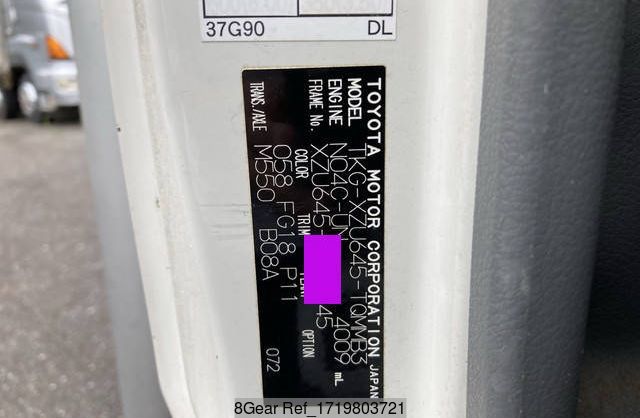 37G90 DL
TOYOTA MOTOR CORPORATION JAPAN
MODEL TKG-XZU645-TQMMB3
ENGINE N04C-UN 4009 mL
FRAME No. XZU645- 45
COLOR TRIM OPTION
058 FG18 P11
TRANS./AXLE M550 B08A 072
8Gear Ref_1719803721